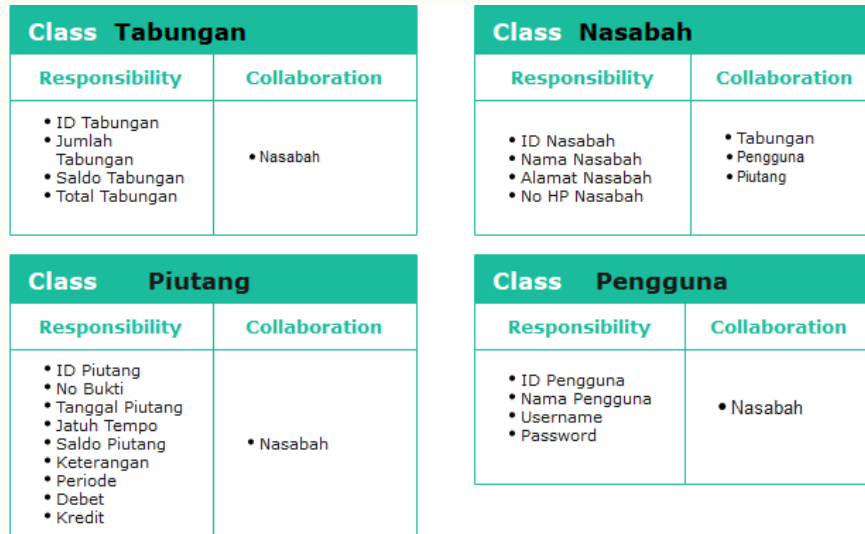 Class Tabungan
Responsibility
Collaboration
• ID Tabungan
• Jumlah
Tabungan
• Saldo Tabungan
• Total Tabungan
• Nasabah
Class Nasabah
Responsibility
Collaboration
• ID Nasabah
• Nama Nasabah
• Alamat Nasabah
• No HP Nasabah
• Tabungan
• Pengguna
• Piutang
Class Piutang
Responsibility
Collaboration
• ID Piutang
• No Bukti
• Tanggal Piutang
• Jatuh Tempo
• Saldo Piutang
• Keterangan
• Periode
• Debet
• Kredit
• Nasabah
Class Pengguna
Responsibility
Collaboration
• ID Pengguna
• Nama Pengguna
• Username
• Password
• Nasabah